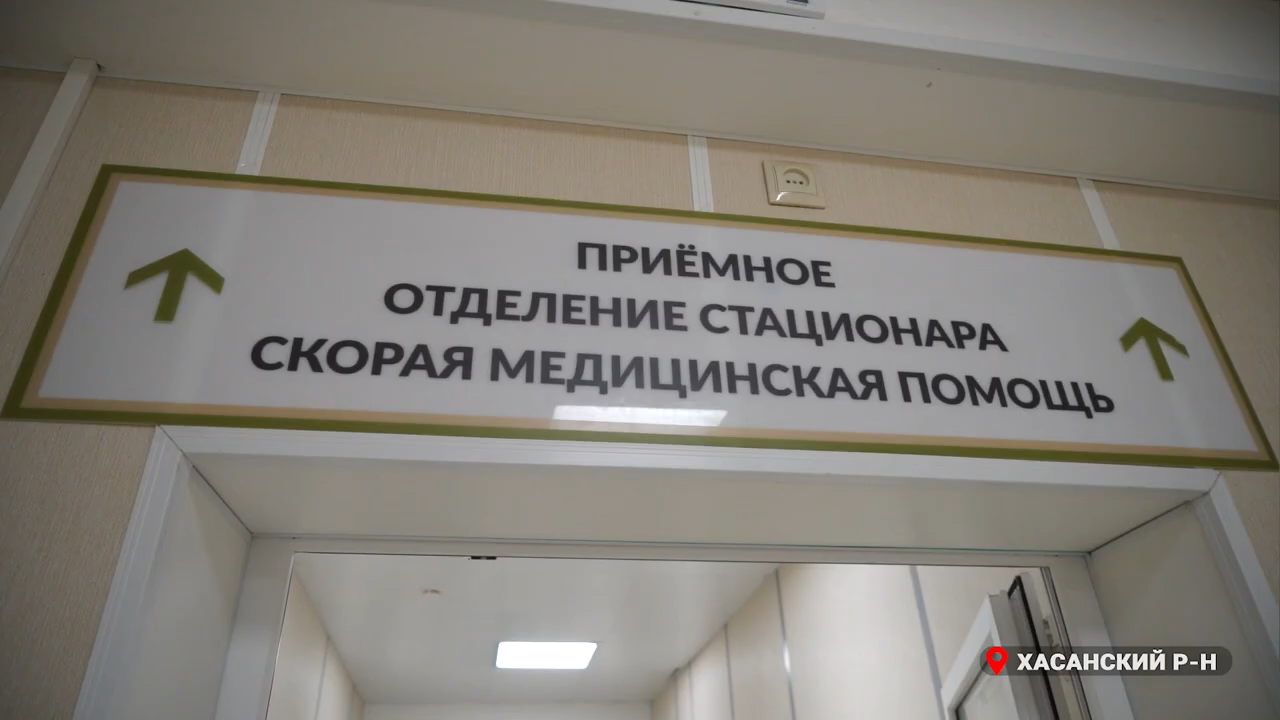 ПРИЁМНОЕ
ОТДЕЛЕНИЕ СТАЦИОНАРА
СКОРАЯ МЕДИЦИНСКАЯ ПОМОЩЬ
ХАСАНСКИЙ Р-Н